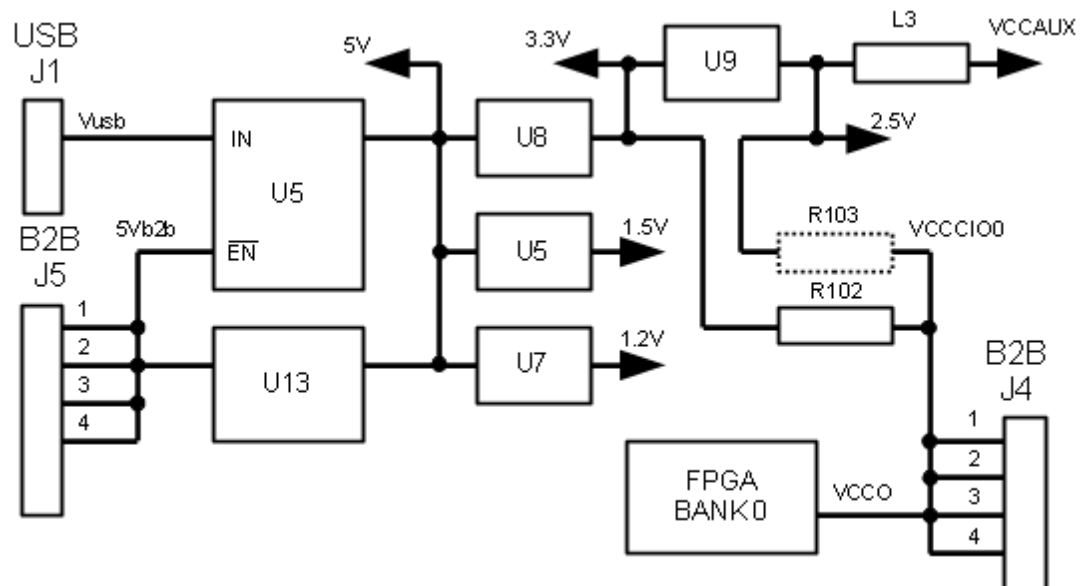 USB
J1
Vusb
IN
U5
EN
5Vb2b
B2B
J5
1
2
3
4
U13
5V
U8
U5
1.5V
U7
1.2V
3.3V
U9
L3
VCCAUX
2.5V
R103
VCCCIO0
R102
B2B
J4
1
2
3
4
FPGA
BANK0
VCCO